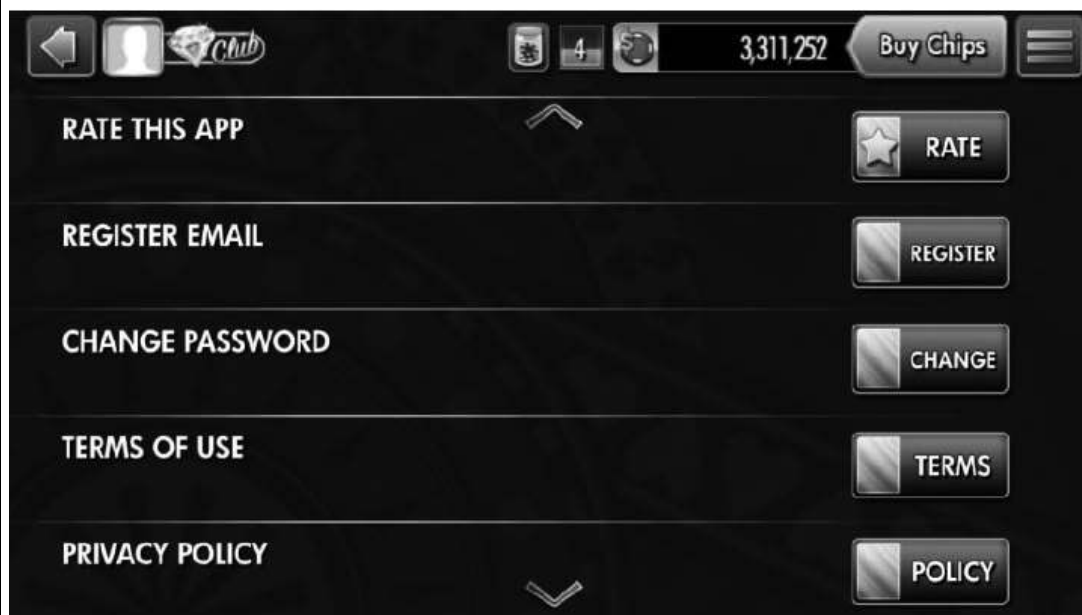 Club
4
3,311,252
Buy Chips
RATE THIS APP
RATE
REGISTER EMAIL
REGISTER
CHANGE PASSWORD
CHANGE
TERMS OF USE
TERMS
PRIVACY POLICY
POLICY